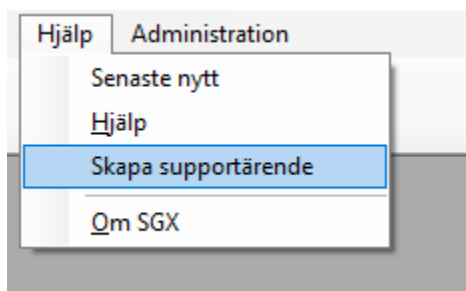 Hjälp Administration
Senaste nytt
Hjälp
Skapa supportärende
Om SGX